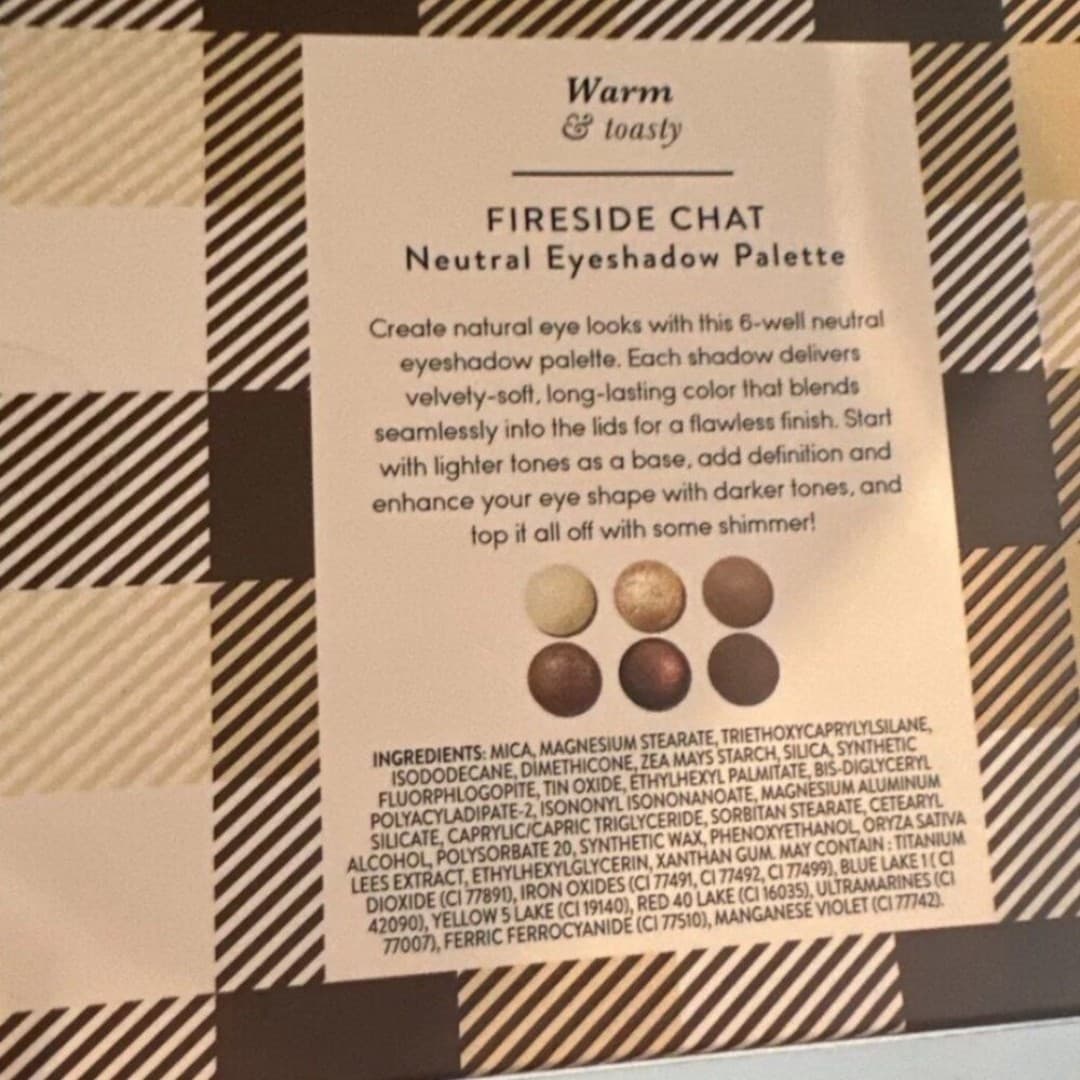 Warm
& toasty
FIRESIDE CHAT
Neutral Eyeshadow Palette
Create natural eye looks with this 6-well neutral
eyeshadow palette. Each shadow delivers
velvety-soft, long-lasting color that blends
seamlessly into the lids for a flawless finish. Start
with lighter tones as a base, add definition and
enhance your eye shape with darker tones, and
top it all off with some shimmer!
INGREDIENTS: MICA, MAGNESIUM STEARATE, TRIETHOXYCAPRYLYLSILANE,
ISODODECANE, DIMETHICONE, ZEA MAYS STARCH, SILICA, SYNTHETIC
FLUORPHLOGOPITE, TIN OXIDE, ETHYLHEXYL PALMITATE, BIS-DIGLYCERYL
POLYACYLADIPATE-2, ISONONYL ISONONANOATE, MAGNESIUM ALUMINUM
SILICATE, CAPRYLIC/CAPRIC TRIGLYCERIDE, SORBITAN STEARATE, CETEARYL
ALCOHOL, POLYSORBATE 20, SYNTHETIC WAX, PHENOXYETHANOL, ORYZA SATIVA
LEES EXTRACT, ETHYLHEXYLGLYCERIN, XANTHAN GUM. MAY CONTAIN : TITANIUM
DIOXIDE (CI 77891), IRON OXIDES (CI 77491, CI 77492, CI 77499), BLUE LAKE 1 ( CI
42090), YELLOW 5 LAKE (CI 19140), RED 40 LAKE (CI 16035), ULTRAMARINES (CI
77007), FERRIC FERROCYANIDE (CI 77510), MANGANESE VIOLET (CI 77742).